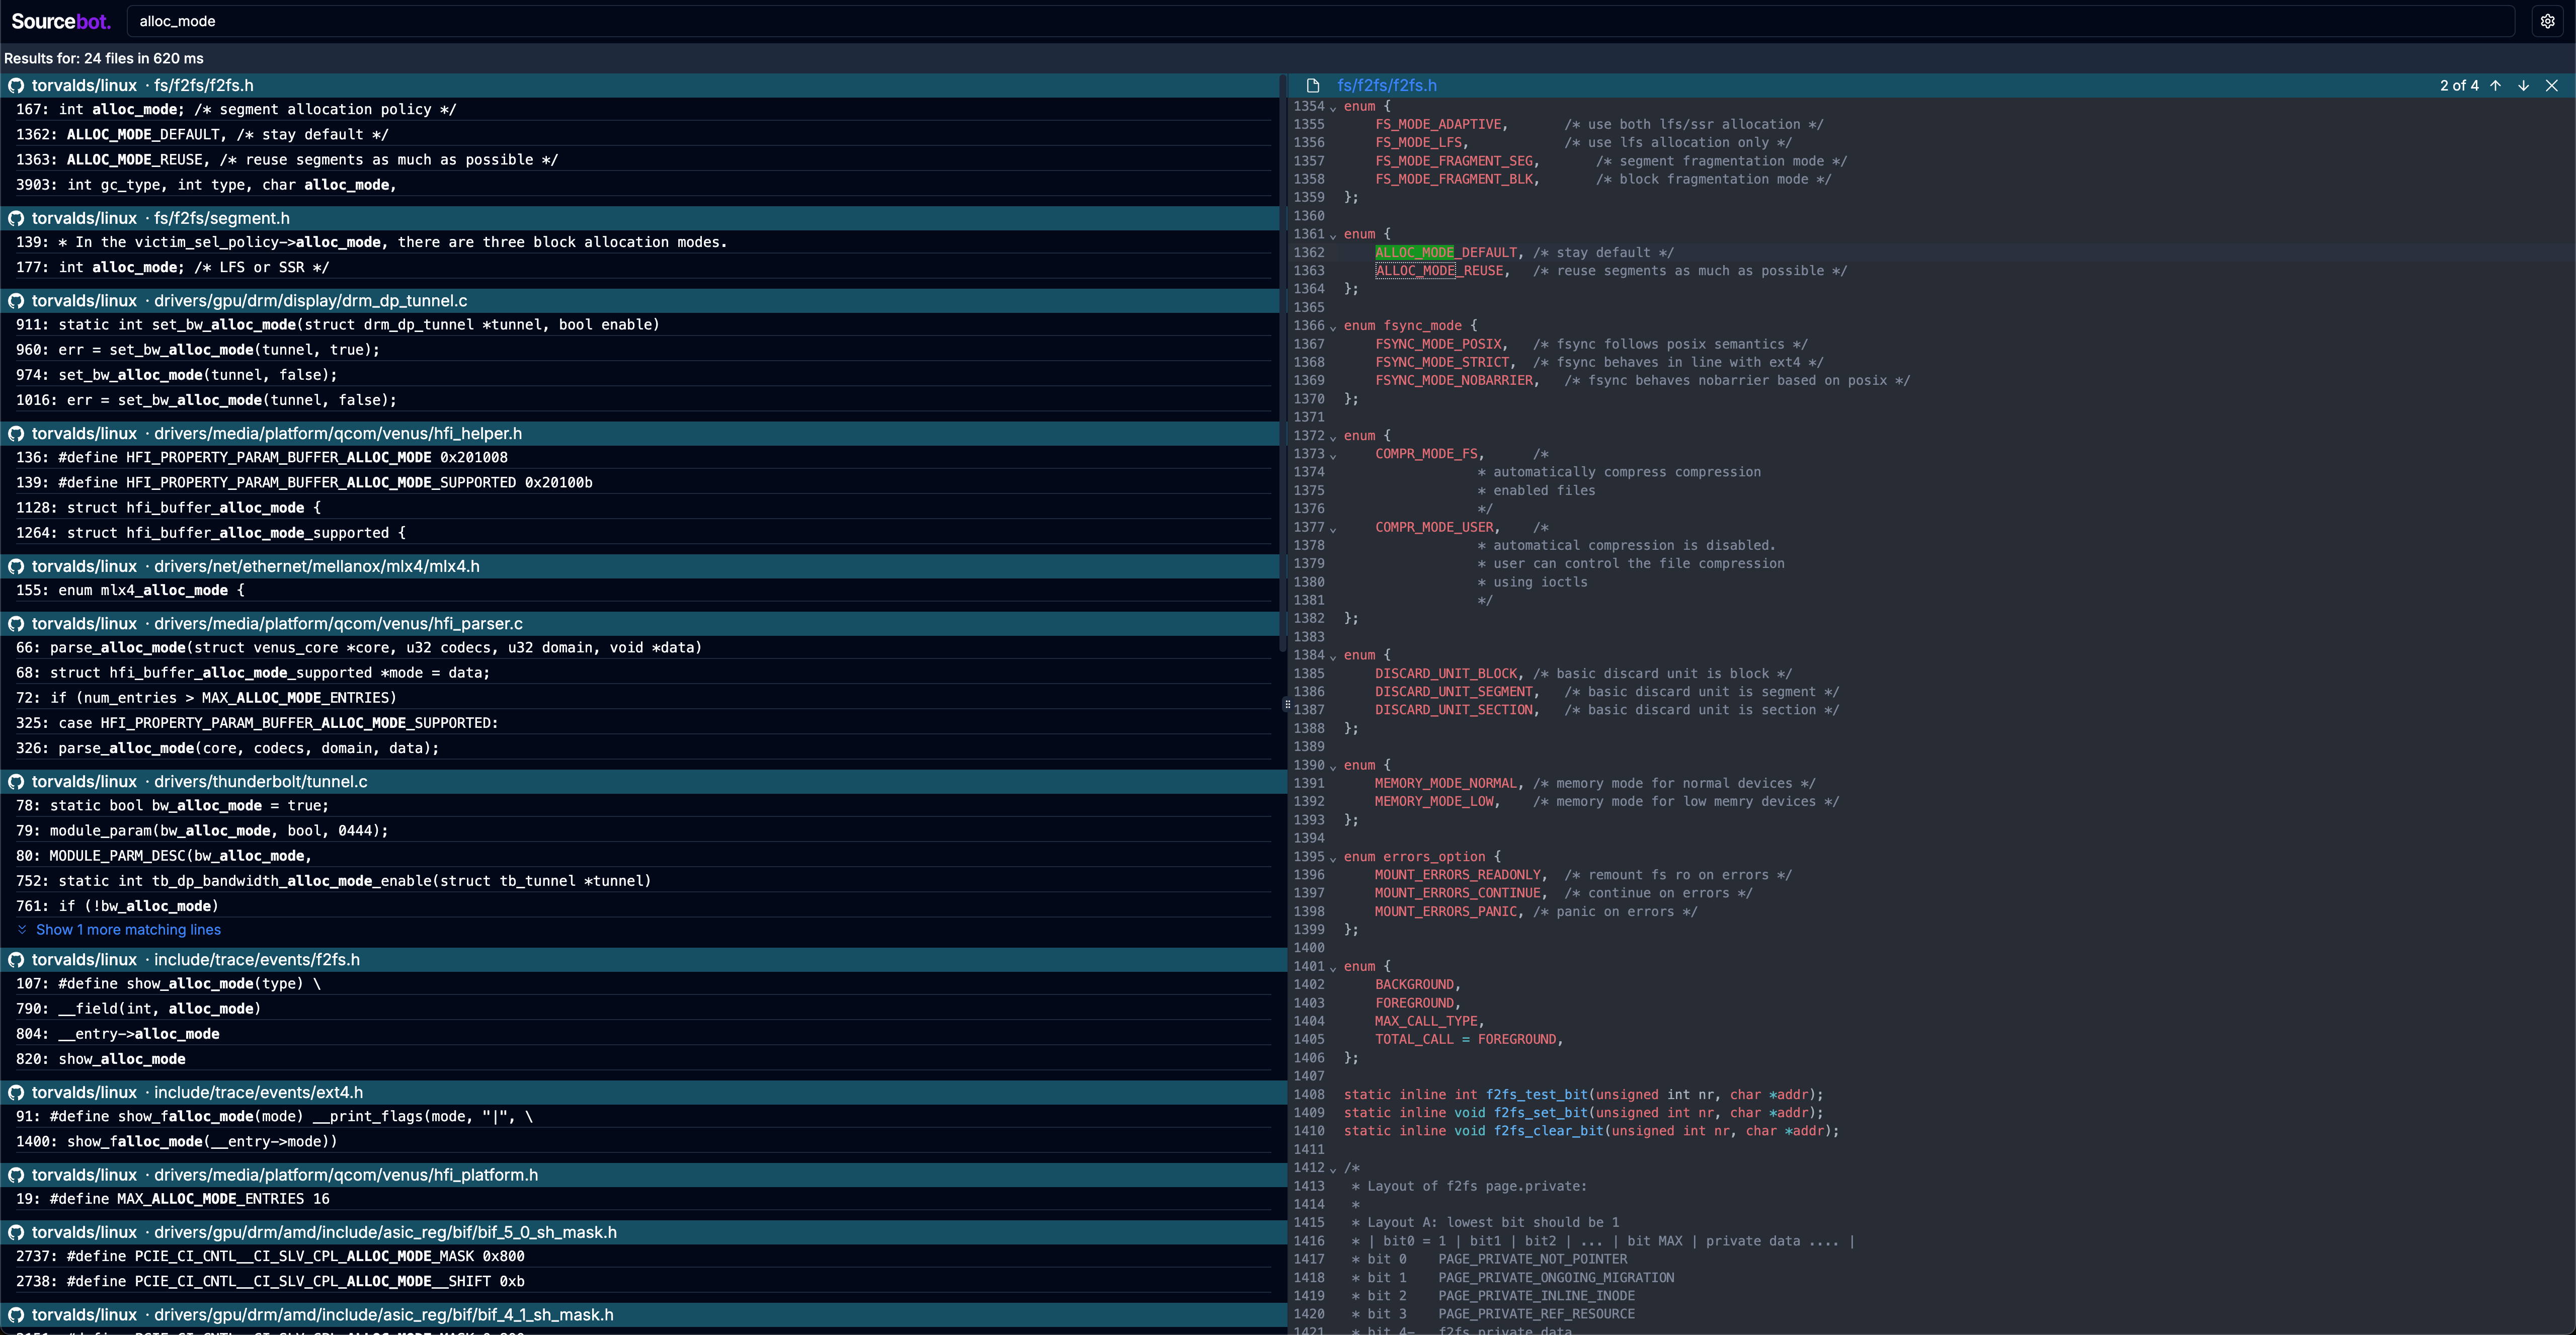 Sourcebot.
alloc_mode
Results for: 24 files in 620 ms
torvalds/linux · fs/f2fs/f2fs.h
167: int alloc_mode; /* segment allocation policy */
1362: ALLOC_MODE_DEFAULT, /* stay default */
1363: ALLOC_MODE_REUSE, /* reuse segments as much as possible */
3903: int gc_type, int type, char alloc_mode,
torvalds/linux · fs/f2fs/segment.h
139: * In the victim_sel_policy->alloc_mode, there are three block allocation modes.
177: int alloc_mode; /* LFS or SSR */
torvalds/linux · drivers/gpu/drm/display/drm_dp_tunnel.c
911: static int set_bw_alloc_mode(struct drm_dp_tunnel *tunnel, bool enable)
960: err = set_bw_alloc_mode(tunnel, true);
974: set_bw_alloc_mode(tunnel, false);
1016: err = set_bw_alloc_mode(tunnel, false);
torvalds/linux · drivers/media/platform/qcom/venus/hfi_helper.h
136: #define HFI_PROPERTY_PARAM_BUFFER_ALLOC_MODE 0x201008
139: #define HFI_PROPERTY_PARAM_BUFFER_ALLOC_MODE_SUPPORTED 0x20100b
1128: struct hfi_buffer_alloc_mode {
1264: struct hfi_buffer_alloc_mode_supported {
torvalds/linux · drivers/net/ethernet/mellanox/mlx4/mlx4.h
155: enum mlx4_alloc_mode {
torvalds/linux · drivers/media/platform/qcom/venus/hfi_parser.c
66: parse_alloc_mode(struct venus_core *core, u32 codecs, u32 domain, void *data)
68: struct hfi_buffer_alloc_mode_supported *mode = data;
72: if (num_entries > MAX_ALLOC_MODE_ENTRIES)
325: case HFI_PROPERTY_PARAM_BUFFER_ALLOC_MODE_SUPPORTED:
326: parse_alloc_mode(core, codecs, domain, data);
torvalds/linux · drivers/thunderbolt/tunnel.c
78: static bool bw_alloc_mode = true;
79: module_param(bw_alloc_mode, bool, 0444);
80: MODULE_PARM_DESC(bw_alloc_mode,
752: static int tb_dp_bandwidth_alloc_mode_enable(struct tb_tunnel *tunnel)
761: if (!bw_alloc_mode)
Show 1 more matching lines
torvalds/linux · include/trace/events/f2fs.h
107: #define show_alloc_mode(type) \
790: __field(int, alloc_mode)
804: __entry->alloc_mode
820: show_alloc_mode
torvalds/linux · include/trace/events/ext4.h
91: #define show_falloc_mode(mode) __print_flags(mode, "|", \
1400: show_falloc_mode(__entry->mode))
torvalds/linux · drivers/media/platform/qcom/venus/hfi_platform.h
19: #define MAX_ALLOC_MODE_ENTRIES 16
torvalds/linux · drivers/gpu/drm/amd/include/asic_reg/bif/bif_5_0_sh_mask.h
2737: #define PCIE_CI_CNTL__CI_SLV_CPL_ALLOC_MODE_MASK 0x800
2738: #define PCIE_CI_CNTL__CI_SLV_CPL_ALLOC_MODE__SHIFT 0xb
torvalds/linux · drivers/gpu/drm/amd/include/asic_reg/bif/bif_4_1_sh_mask.h
fs/f2fs/f2fs.h
2 of 4
1354 enum {
1355 FS_MODE_ADAPTIVE, /* use both lfs/ssr allocation */
1356 FS_MODE_LFS, /* use lfs allocation only */
1357 FS_MODE_FRAGMENT_SEG, /* segment fragmentation mode */
1358 FS_MODE_FRAGMENT_BLK, /* block fragmentation mode */
1359 };
1360
1361 enum {
1362 ALLOC_MODE_DEFAULT, /* stay default */
1363 ALLOC_MODE_REUSE, /* reuse segments as much as possible */
1364 };
1365
1366 enum fsync_mode {
1367 FSYNC_MODE_POSIX, /* fsync follows posix semantics */
1368 FSYNC_MODE_STRICT, /* fsync behaves in line with ext4 */
1369 FSYNC_MODE_NOBARRIER, /* fsync behaves nobarrier based on posix */
1370 };
1371
1372 enum {
1373 COMPR_MODE_FS, /*
1374 * automatically compress compression
1375 * enabled files
1376 */
1377 COMPR_MODE_USER, /*
1378 * automatical compression is disabled.
1379 * user can control the file compression
1380 * using ioctls
1381 */
1382 };
1383
1384 enum {
1385 DISCARD_UNIT_BLOCK, /* basic discard unit is block */
1386 DISCARD_UNIT_SEGMENT, /* basic discard unit is segment */
1387 DISCARD_UNIT_SECTION, /* basic discard unit is section */
1388 };
1389
1390 enum {
1391 MEMORY_MODE_NORMAL, /* memory mode for normal devices */
1392 MEMORY_MODE_LOW, /* memory mode for low memry devices */
1393 };
1394
1395 enum errors_option {
1396 MOUNT_ERRORS_READONLY, /* remount fs ro on errors */
1397 MOUNT_ERRORS_CONTINUE, /* continue on errors */
1398 MOUNT_ERRORS_PANIC, /* panic on errors */
1399 };
1400
1401 enum {
1402 BACKGROUND,
1403 FOREGROUND,
1404 MAX_CALL_TYPE,
1405 TOTAL_CALL = FOREGROUND,
1406 };
1407
1408 static inline int f2fs_test_bit(unsigned int nr, char *addr);
1409 static inline void f2fs_set_bit(unsigned int nr, char *addr);
1410 static inline void f2fs_clear_bit(unsigned int nr, char *addr);
1411
1412 /*
1413 * Layout of f2fs page.private:
1414 *
1415 * Layout A: lowest bit should be 1
1416 * | bit0 = 1 | bit1 | bit2 | ... | bit MAX | private data .... |
1417 * bit 0 PAGE_PRIVATE_NOT_POINTER
1418 * bit 1 PAGE_PRIVATE_ONGOING_MIGRATION
1419 * bit 2 PAGE_PRIVATE_INLINE_INODE
1420 * bit 3 PAGE_PRIVATE_REF_RESOURCE
1421 * bit 4- f2fs private data